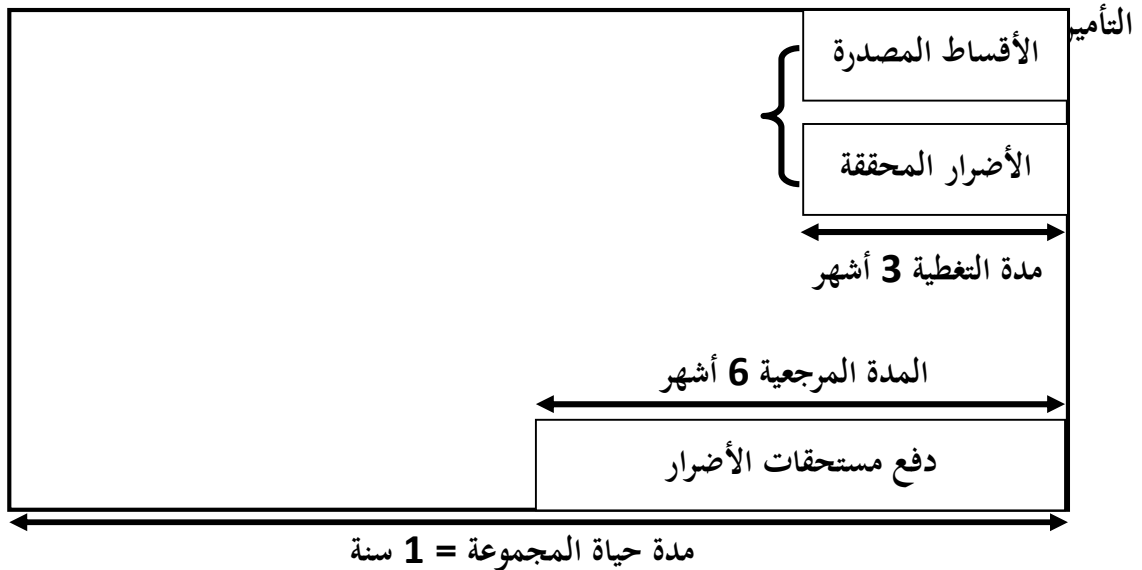 الأقساط المصدرة
الأضرار المحققة
مدة التغطية 3 أشهر
المدة المرجعية 6 أشهر
دفع مستحقات الأضرار
مدة حياة المجموعة = 1 سنة